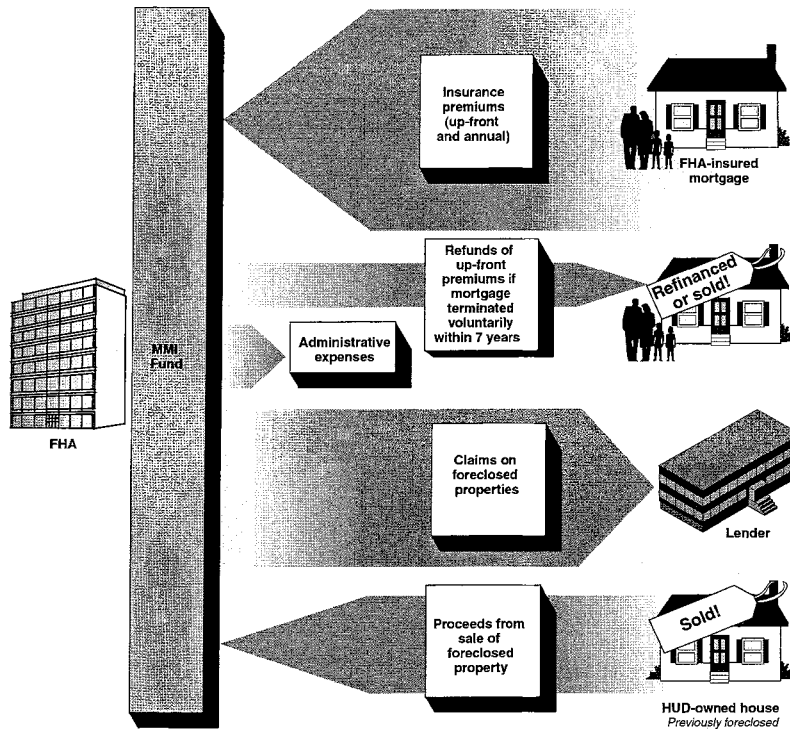 Insurance
premiums
(up-front
and annual)
FHA-insured
mortgage
Refunds of
up-front
premiums if
mortgage
terminated
voluntarily
within 7 years
Refinanced
or sold!
Administrative
expenses
MMI
Fund
FHA
Claims on
foreclosed
properties
Lender
Proceeds from
sale of
foreclosed
property
Sold!
HUD-owned house
Previously foreclosed